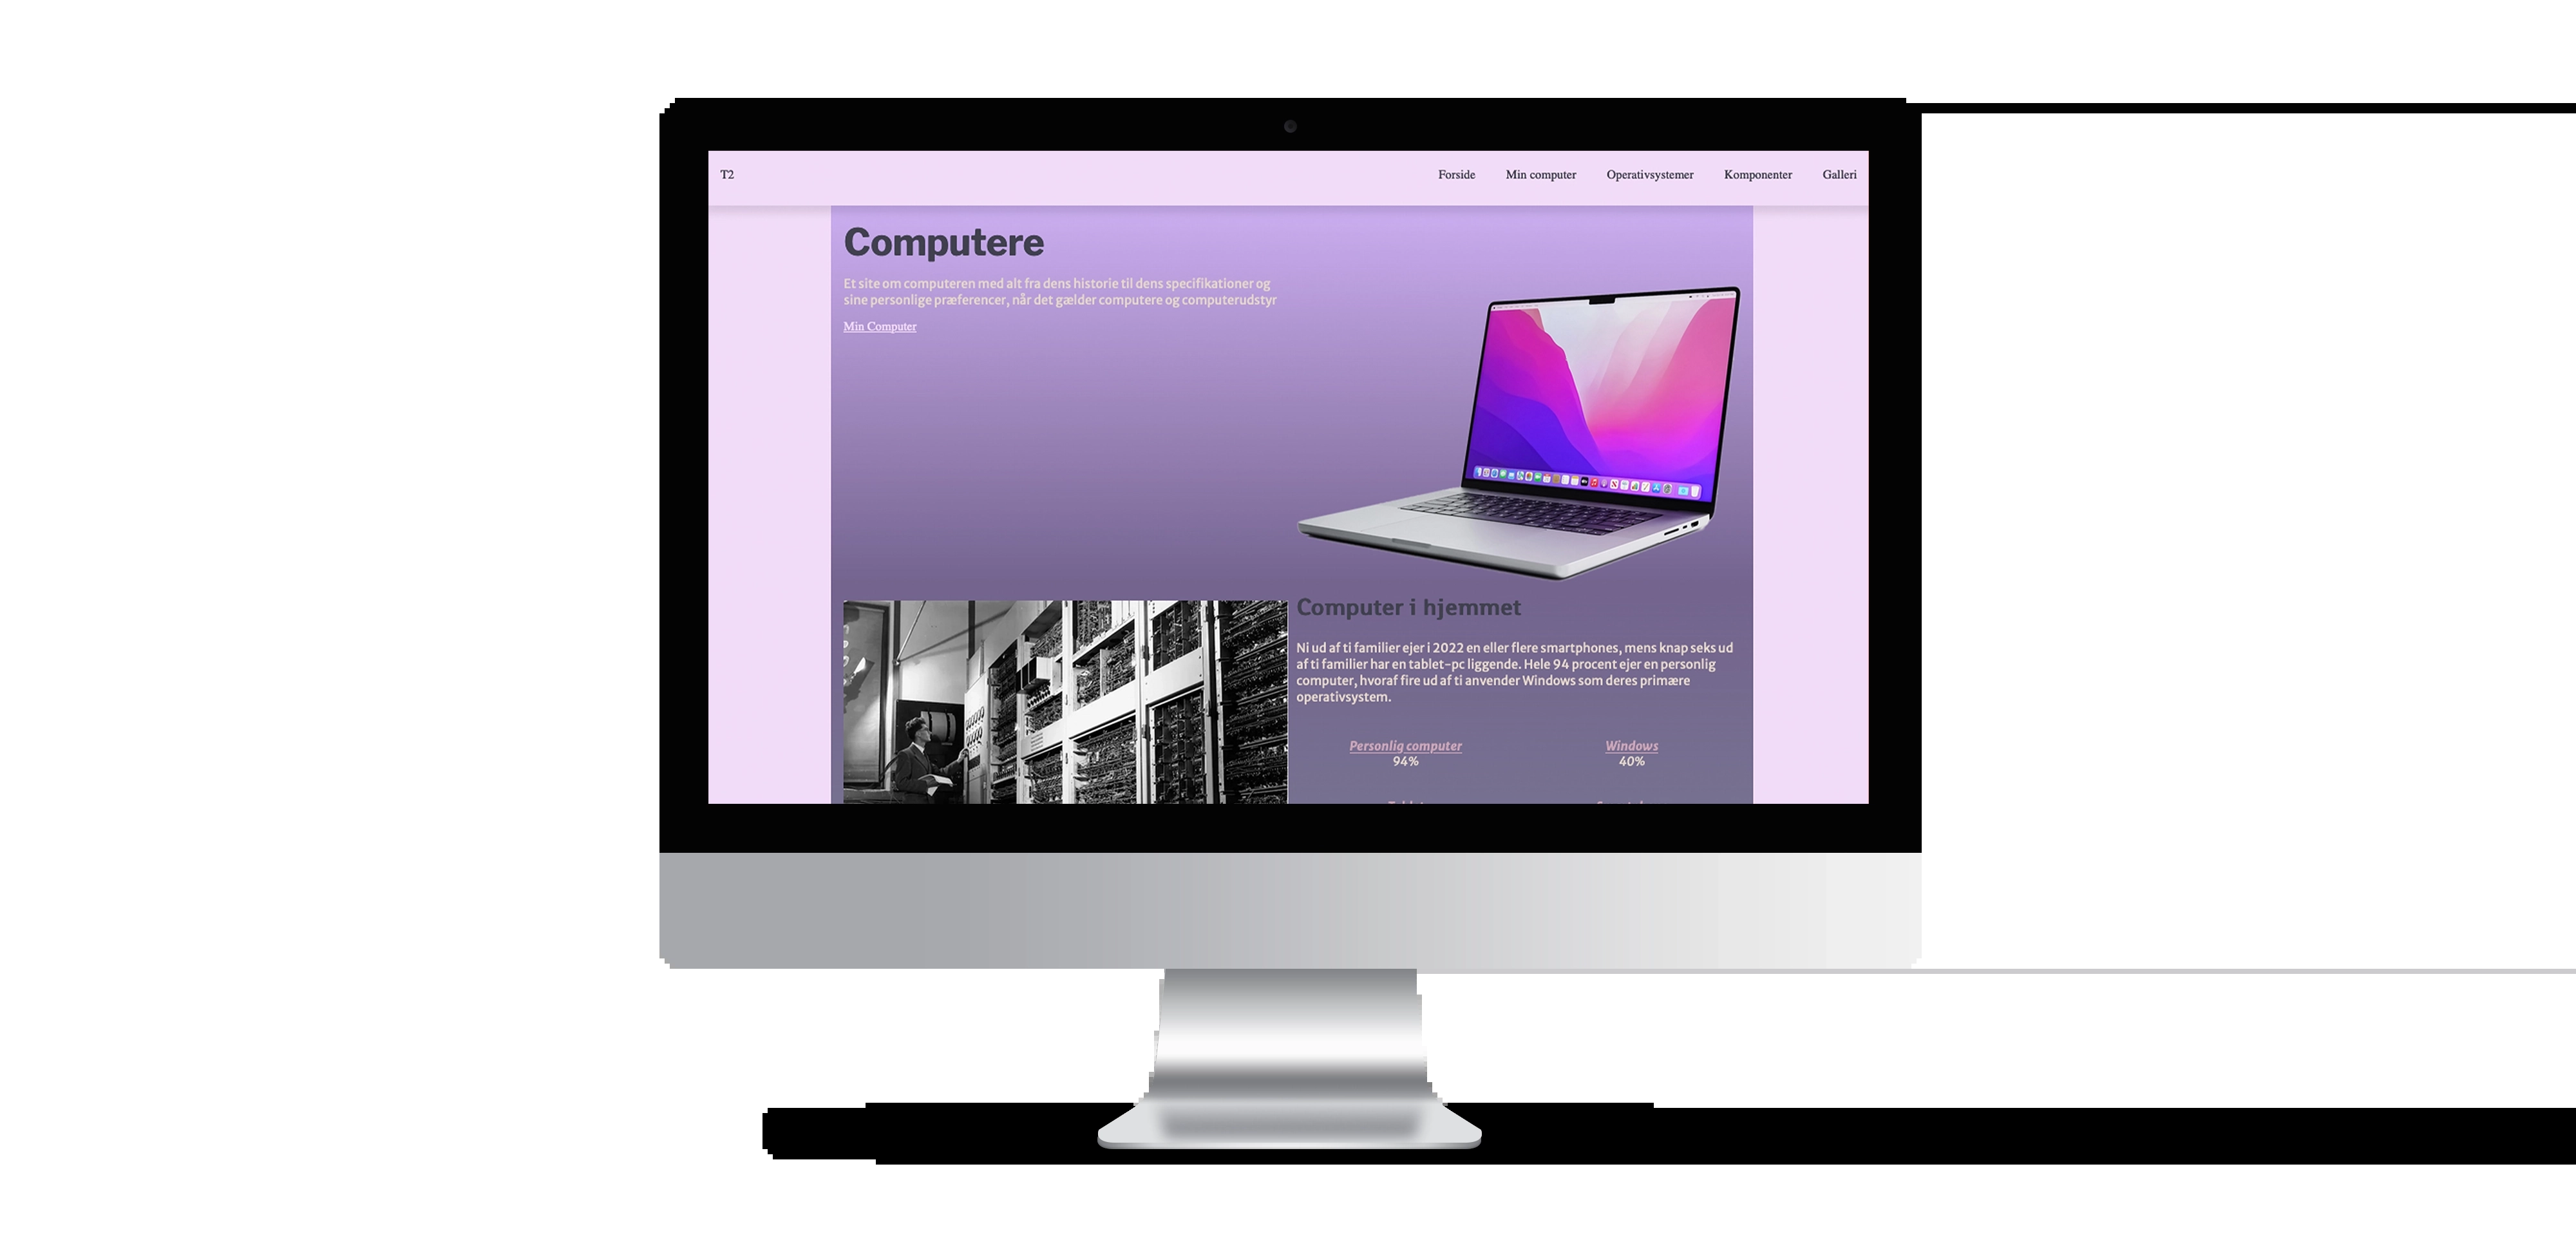 T2
Forside
Min computer
Operativsystemer
Komponenter
Galleri
Computere
Et site om computeren med alt fra dens historie til dens specifikationer og
sine personlige præferencer, når det gælder computere og computerudstyr
Min Computer
Computer i hjemmet
Ni ud af ti familier ejer i 2022 en eller flere smartphones, mens knap seks ud
af ti familier har en tablet-pc liggende. Hele 94 procent ejer en personlig
computer, hvoraf fire ud af ti anvender Windows som deres primære
operativsystem.
Personlig computer
94%
Windows
40%